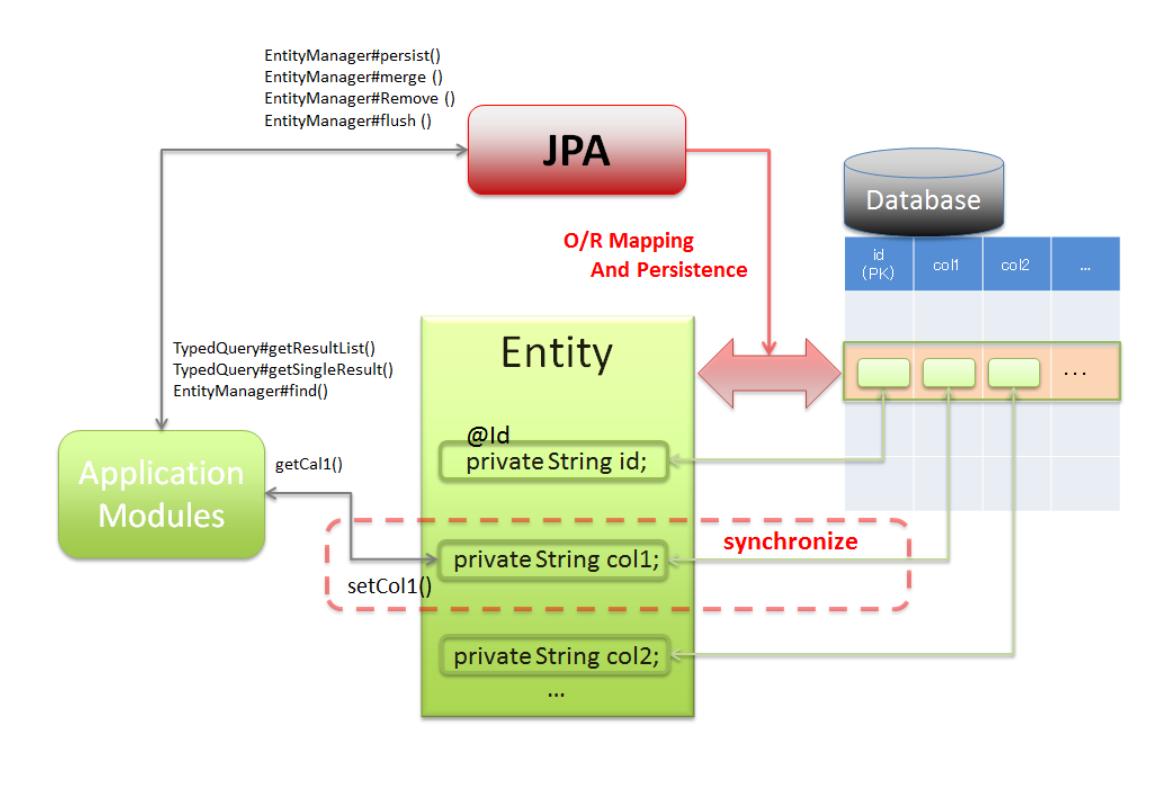 EntityManager#persist()
EntityManager#merge ()
EntityManager#Remove ()
EntityManager#flush ()
JPA
Database
O/R Mapping
And Persistence
id
(PK)
col1
col2
...
TypedQuery#getResultList()
TypedQuery#getSingleResult()
EntityManager#find()
Entity
...
@Id
private String id;
Application
Modules
getCal1()
synchronize
private String col1;
setCol1()
private String col2;
...